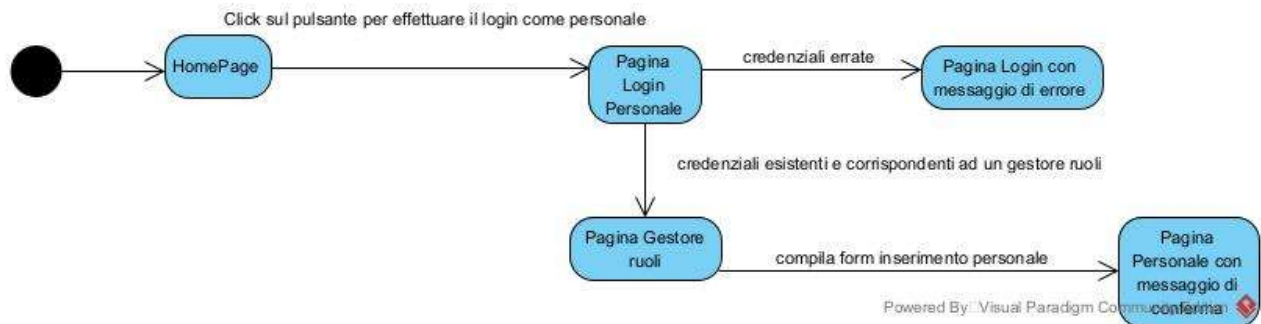 Click sul pulsante per effettuare il login come personale
HomePage
Pagina
Login
Personale
credenziali errate
Pagina Login con
messaggio di errore
credenziali esistenti e corrispondenti ad un gestore ruoli
Pagina Gestore
ruoli
compila form inserimento personale
Pagina
Personale con
messaggio di
conferma
Powered By Visual Paradigm Community Edition